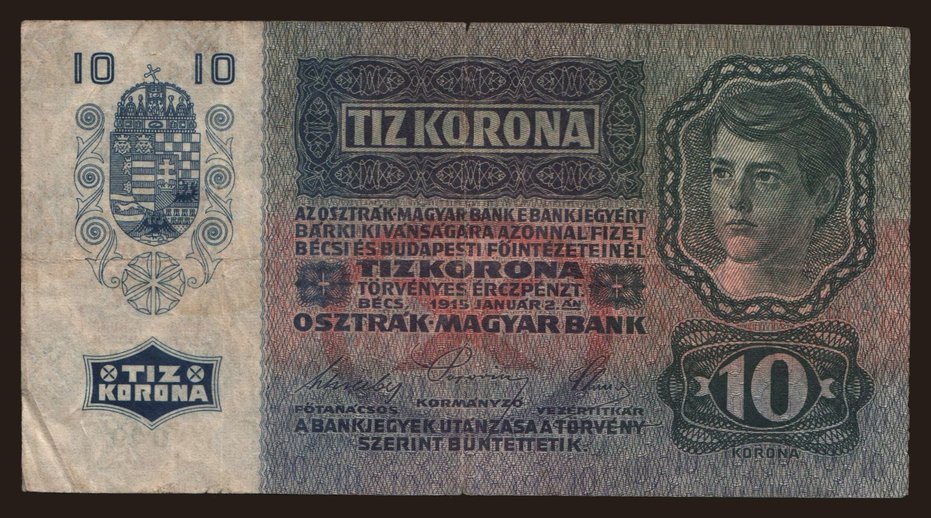 10 10
TIZ KORONA
AZ OSZTRÁK-MAGYAR BANK E BANKJEGYÉRT
BÁRKI KIVÁNSÁGÁRA AZONNAL FIZET
BÉCSI ÉS BUDAPESTI FŐINTÉZETEINÉL
TIZ KORONA
TÖRVÉNYES ÉRCZPÉNZT.
BÉCS, 1915 JANUÁR 2.ÁN
OSZTRÁK-MAGYAR BANK
FŐTANÁCSOS KORMÁNYZÓ VEZÉRTITKÁR
A BANKJEGYEK UTÁNZÁSA A TÖRVÉNY
SZERINT BÜNTETTETIK.
TIZ
KORONA
10
KORONA